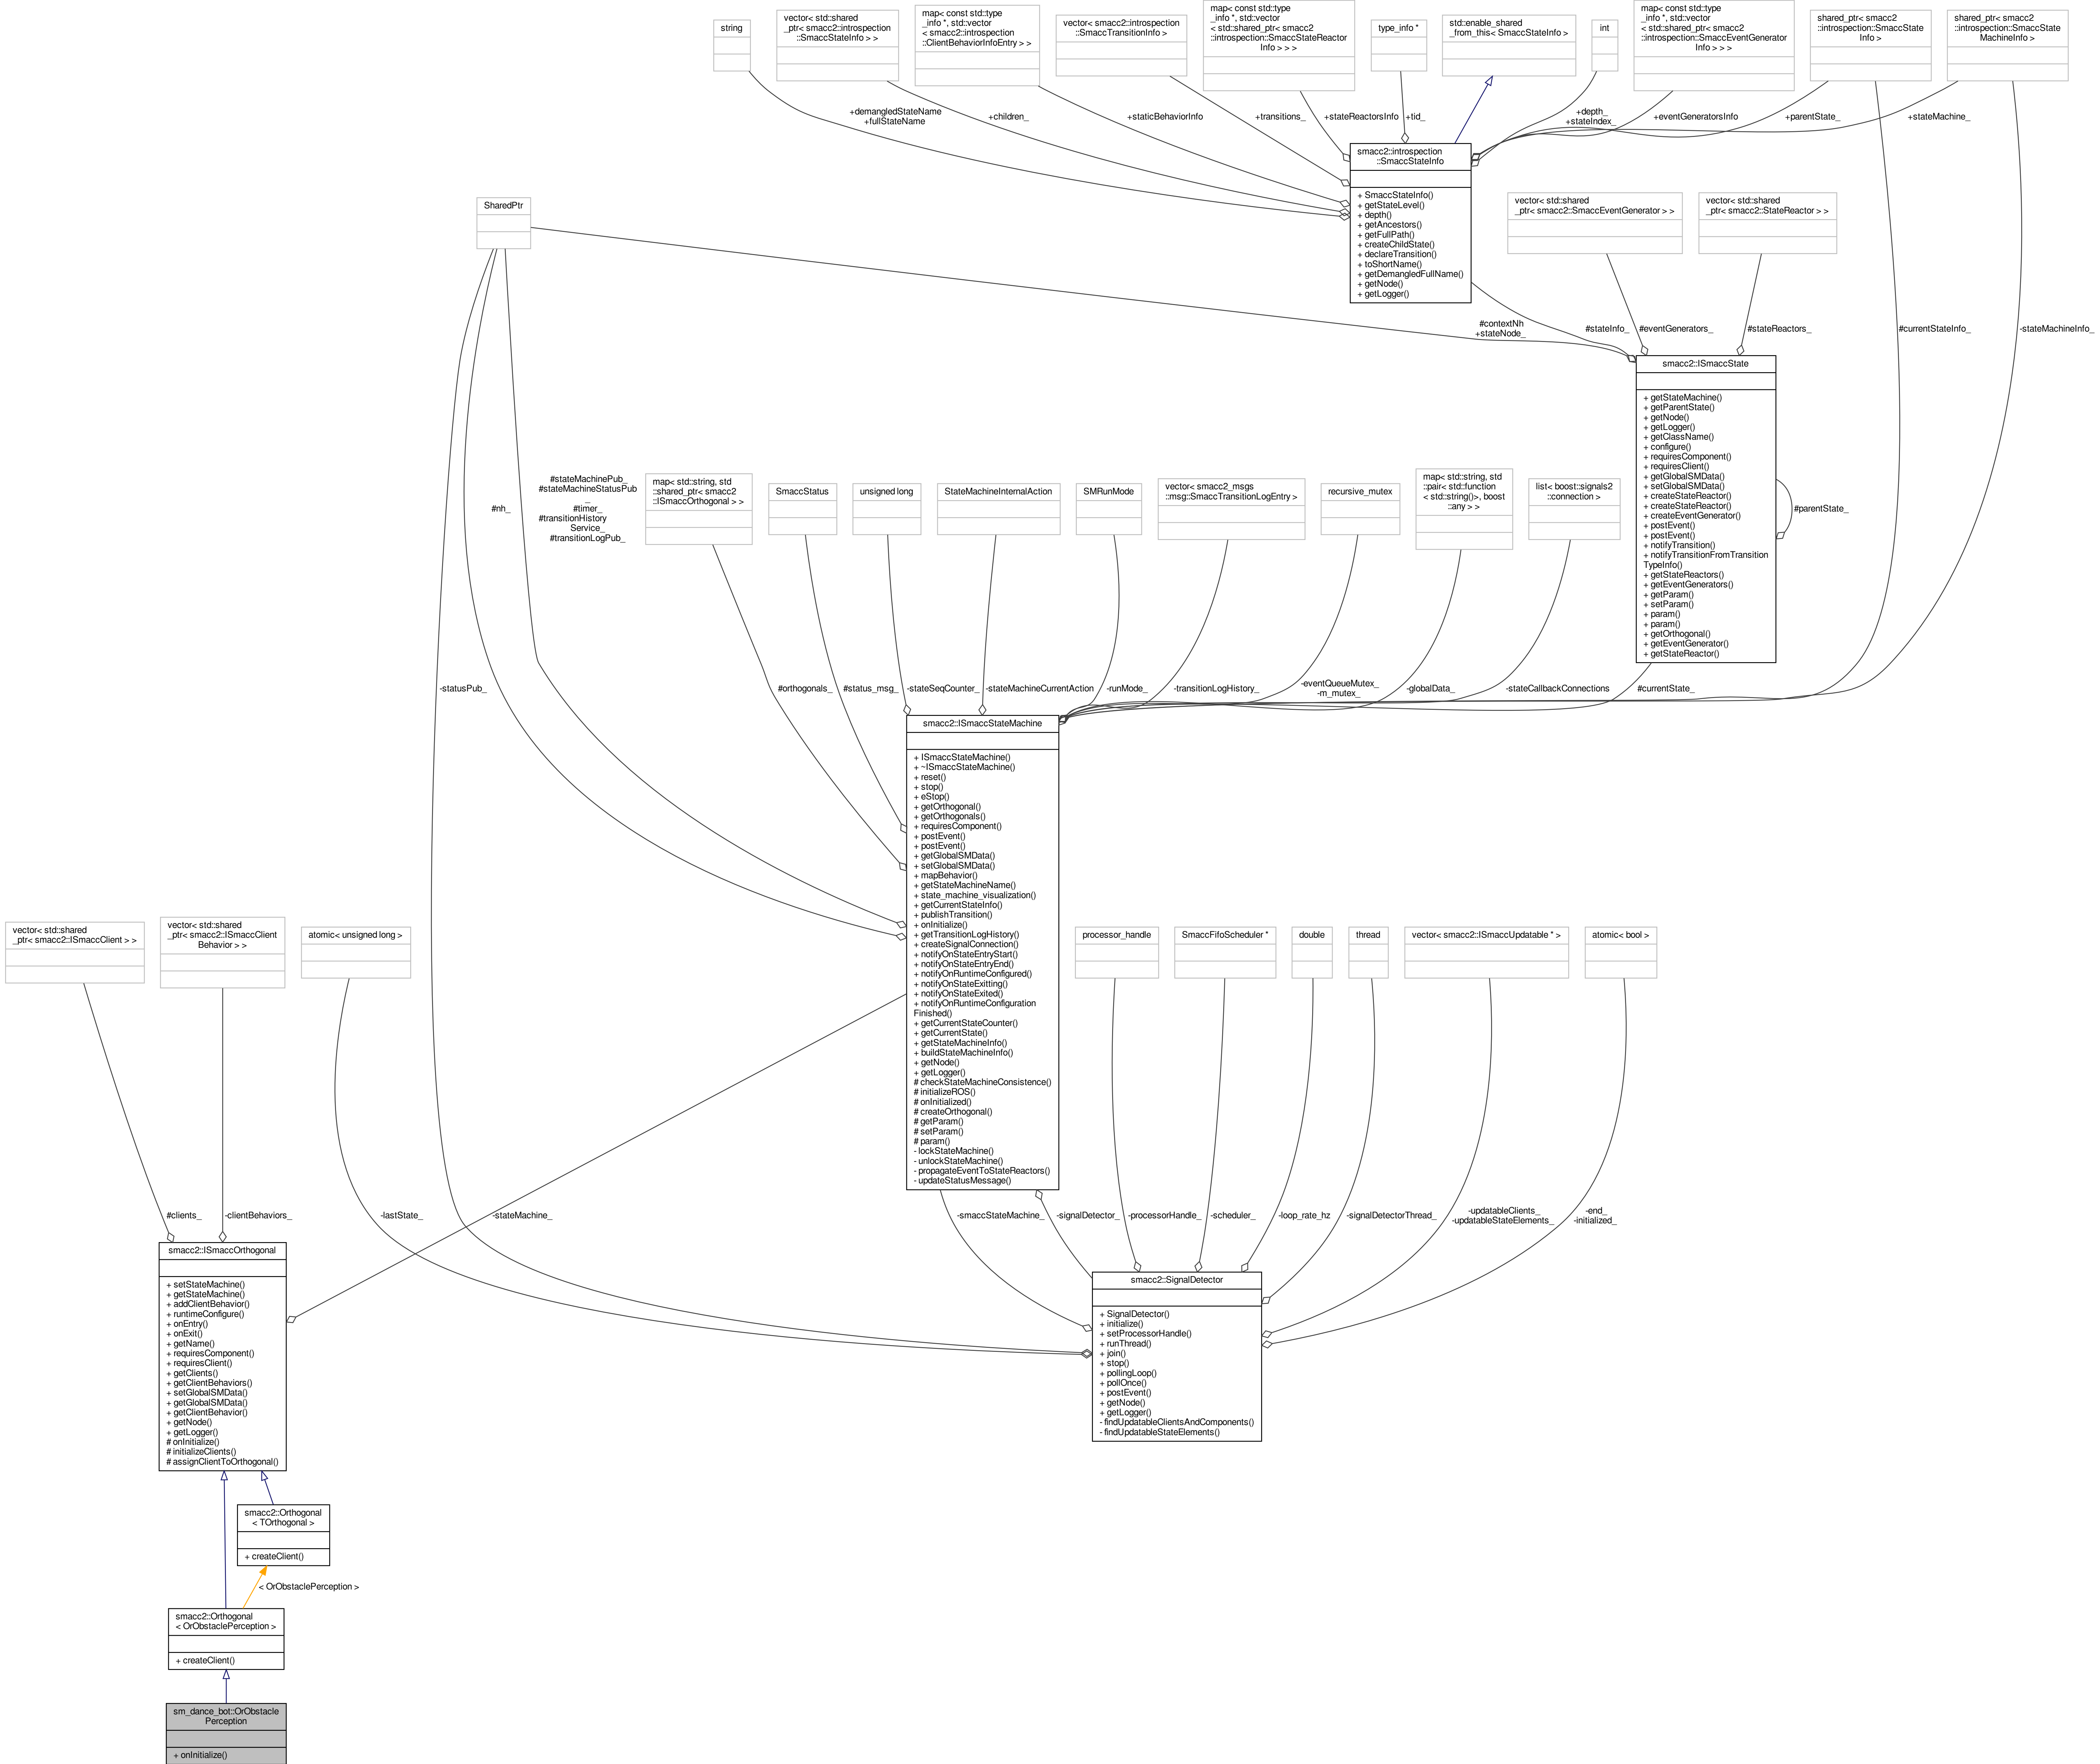 string
vector< std::shared
_ptr< smacc2::introspection
::SmaccStateInfo > >
map< const std::type
_info *, std::vector
< smacc2::introspection
::ClientBehaviorInfoEntry > >
vector< smacc2::introspection
::SmaccTransitionInfo >
map< const std::type
_info *, std::vector
< std::shared_ptr< smacc2
::introspection::SmaccStateReactor
Info > > >
type_info *
std::enable_shared
_from_this< SmaccStateInfo >
int
map< const std::type
_info *, std::vector
< std::shared_ptr< smacc2
::introspection::SmaccEventGenerator
Info > > >
shared_ptr< smacc2
::introspection::SmaccState
Info >
shared_ptr< smacc2
::introspection::SmaccState
MachineInfo >
+demangledStateName
+fullStateName
+children_
+staticBehaviorInfo
+transitions_
+stateReactorsInfo
+tid_
+depth_
+stateIndex_
+eventGeneratorsInfo
+parentState_
+stateMachine_
smacc2::introspection
::SmaccStateInfo
+ SmaccStateInfo()
+ getStateLevel()
+ depth()
+ getAncestors()
+ getFullPath()
+ createChildState()
+ declareTransition()
+ toShortName()
+ getDemangledFullName()
+ getNode()
+ getLogger()
SharedPtr
vector< std::shared
_ptr< smacc2::SmaccEventGenerator > >
vector< std::shared
_ptr< smacc2::StateReactor > >
#contextNh
+stateNode_
#stateInfo_
#eventGenerators_
#stateReactors_
#currentStateInfo_
-stateMachineInfo_
smacc2::ISmaccState
+ getStateMachine()
+ getParentState()
+ getNode()
+ getLogger()
+ getClassName()
+ configure()
+ requiresComponent()
+ requiresClient()
+ getGlobalSMData()
+ setGlobalSMData()
+ createStateReactor()
+ createStateReactor()
+ createEventGenerator()
+ postEvent()
+ postEvent()
+ notifyTransition()
+ notifyTransitionFromTransition
TypeInfo()
+ getStateReactors()
+ getEventGenerators()
+ getParam()
+ setParam()
+ param()
+ param()
+ getOrthogonal()
+ getEventGenerator()
+ getStateReactor()
#parentState_
#nh_
#stateMachinePub_
#stateMachineStatusPub
_
#timer_
#transitionHistory
Service_
#transitionLogPub_
map< std::string, std
::shared_ptr< smacc2
::ISmaccOrthogonal > >
SmaccStatus
unsigned long
StateMachineInternalAction
SMRunMode
vector< smacc2_msgs
::msg::SmaccTransitionLogEntry >
recursive_mutex
map< std::string, std
::pair< std::function
< std::string()>, boost
::any > >
list< boost::signals2
::connection >
-statusPub_
#orthogonals_
#status_msg_
-stateSeqCounter_
-stateMachineCurrentAction
-runMode_
-transitionLogHistory_
-eventQueueMutex_
-m_mutex_
-globalData_
-stateCallbackConnections
#currentState_
smacc2::ISmaccStateMachine
+ ISmaccStateMachine()
+ ~ISmaccStateMachine()
+ reset()
+ stop()
+ eStop()
+ getOrthogonal()
+ getOrthogonals()
+ requiresComponent()
+ postEvent()
+ postEvent()
+ getGlobalSMData()
+ setGlobalSMData()
+ mapBehavior()
+ getStateMachineName()
+ state_machine_visualization()
+ getCurrentStateInfo()
+ publishTransition()
+ onInitialize()
+ getTransitionLogHistory()
+ createSignalConnection()
+ notifyOnStateEntryStart()
+ notifyOnStateEntryEnd()
+ notifyOnRuntimeConfigured()
+ notifyOnStateExitting()
+ notifyOnStateExited()
+ notifyOnRuntimeConfiguration
Finished()
+ getCurrentStateCounter()
+ getCurrentState()
+ getStateMachineInfo()
+ buildStateMachineInfo()
+ getNode()
+ getLogger()
# checkStateMachineConsistence()
# initializeROS()
# onInitialized()
# createOrthogonal()
# getParam()
# setParam()
# param()
- lockStateMachine()
- unlockStateMachine()
- propagateEventToStateReactors()
- updateStatusMessage()
vector< std::shared
_ptr< smacc2::ISmaccClient > >
vector< std::shared
_ptr< smacc2::ISmaccClient
Behavior > >
atomic< unsigned long >
processor_handle
SmaccFifoScheduler *
double
thread
vector< smacc2::ISmaccUpdatable * >
atomic< bool >
#clients_
-clientBehaviors_
-lastState_
-stateMachine_
-smaccStateMachine_
-signalDetector_
-processorHandle_
-scheduler_
-loop_rate_hz
-signalDetectorThread_
-updatableClients_
-updatableStateElements_
-end_
-initialized_
smacc2::ISmaccOrthogonal
+ setStateMachine()
+ getStateMachine()
+ addClientBehavior()
+ runtimeConfigure()
+ onEntry()
+ onExit()
+ getName()
+ requiresComponent()
+ requiresClient()
+ getClients()
+ getClientBehaviors()
+ setGlobalSMData()
+ getGlobalSMData()
+ getClientBehavior()
+ getNode()
+ getLogger()
# onInitialize()
# initializeClients()
# assignClientToOrthogonal()
smacc2::SignalDetector
+ SignalDetector()
+ initialize()
+ setProcessorHandle()
+ runThread()
+ join()
+ stop()
+ pollingLoop()
+ pollOnce()
+ postEvent()
+ getNode()
+ getLogger()
- findUpdatableClientsAndComponents()
- findUpdatableStateElements()
smacc2::Orthogonal
< TOrthogonal >
+ createClient()
< OrObstaclePerception >
smacc2::Orthogonal
< OrObstaclePerception >
+ createClient()
sm_dance_bot::OrObstacle
Perception
+ onInitialize()